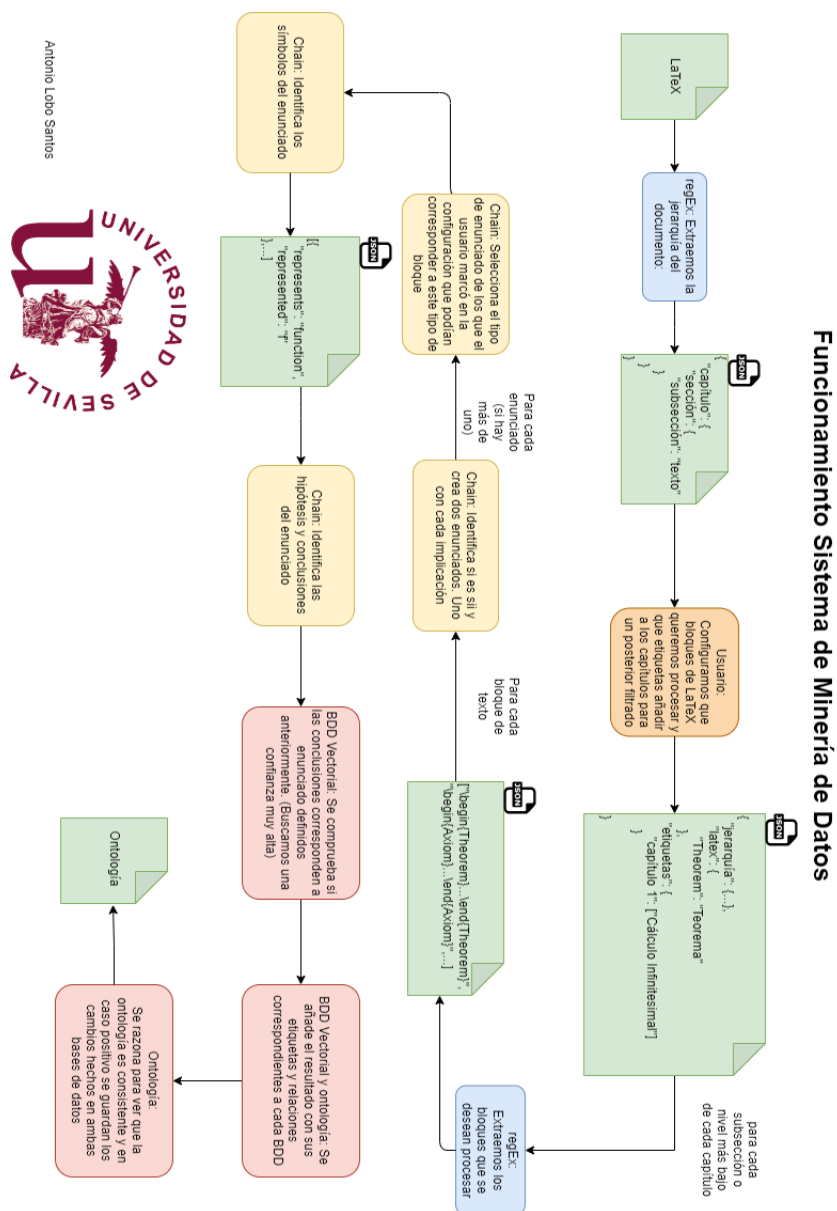 Funcionamiento Sistema de Minería de Datos
LaTeX
regEx: Extraemos la
jerarquía del
documento:
JSON
{
"capítulo": {
"sección": {
"subsección": "texto"
}
}
}
Usuario:
Configuramos que
bloques de LaTeX
queremos procesar y
que etiquetas añadir
a los capítulos para
un posterior filtrado
JSON
{
"jerarquía": {...},
"latex": {
"Theorem": "Teorema"
},
"etiquetas": {
"capítulo 1": ["Cálculo Infinitesimal"]
}
}
para cada
subsección o
nivel más bajo
de cada capítulo
regEx:
Extraemos los
bloques que se
desean procesar
JSON
["\begin{Theorem}...\end{Theorem}",
"\begin{Axiom}...\end{Axiom}",...]
Para cada
bloque de
texto
Chain: Identifica si es sii y
crea dos enunciados. Uno
con cada implicación
Para cada
enunciado
(si hay
más de
uno)
Chain: Selecciona el tipo
de enunciado de los que el
usuario marcó en la
configuración que podían
corresponder a este tipo de
bloque
Chain: Identifica los
símbolos del enunciado
JSON
[{
"represents": "function",
"represented": "f"
},...]
Chain: Identifica las
hipótesis y conclusiones
del enunciado
BDD Vectorial: Se comprueba si
las conclusiones corresponden a
enunciado definidos
anteriormente. (Buscamos una
confianza muy alta)
BDD Vectorial y ontología: Se
añade el resultado con sus
etiquetas y relaciones
correspondientes a cada BDD
Ontología:
Se razona para ver que la
ontología es consistente y en
caso positivo se guardan los
cambios hechos en ambas
bases de datos
Ontología
Antonio Lobo Santos
UNIVERSIDAD DE SEVILLA